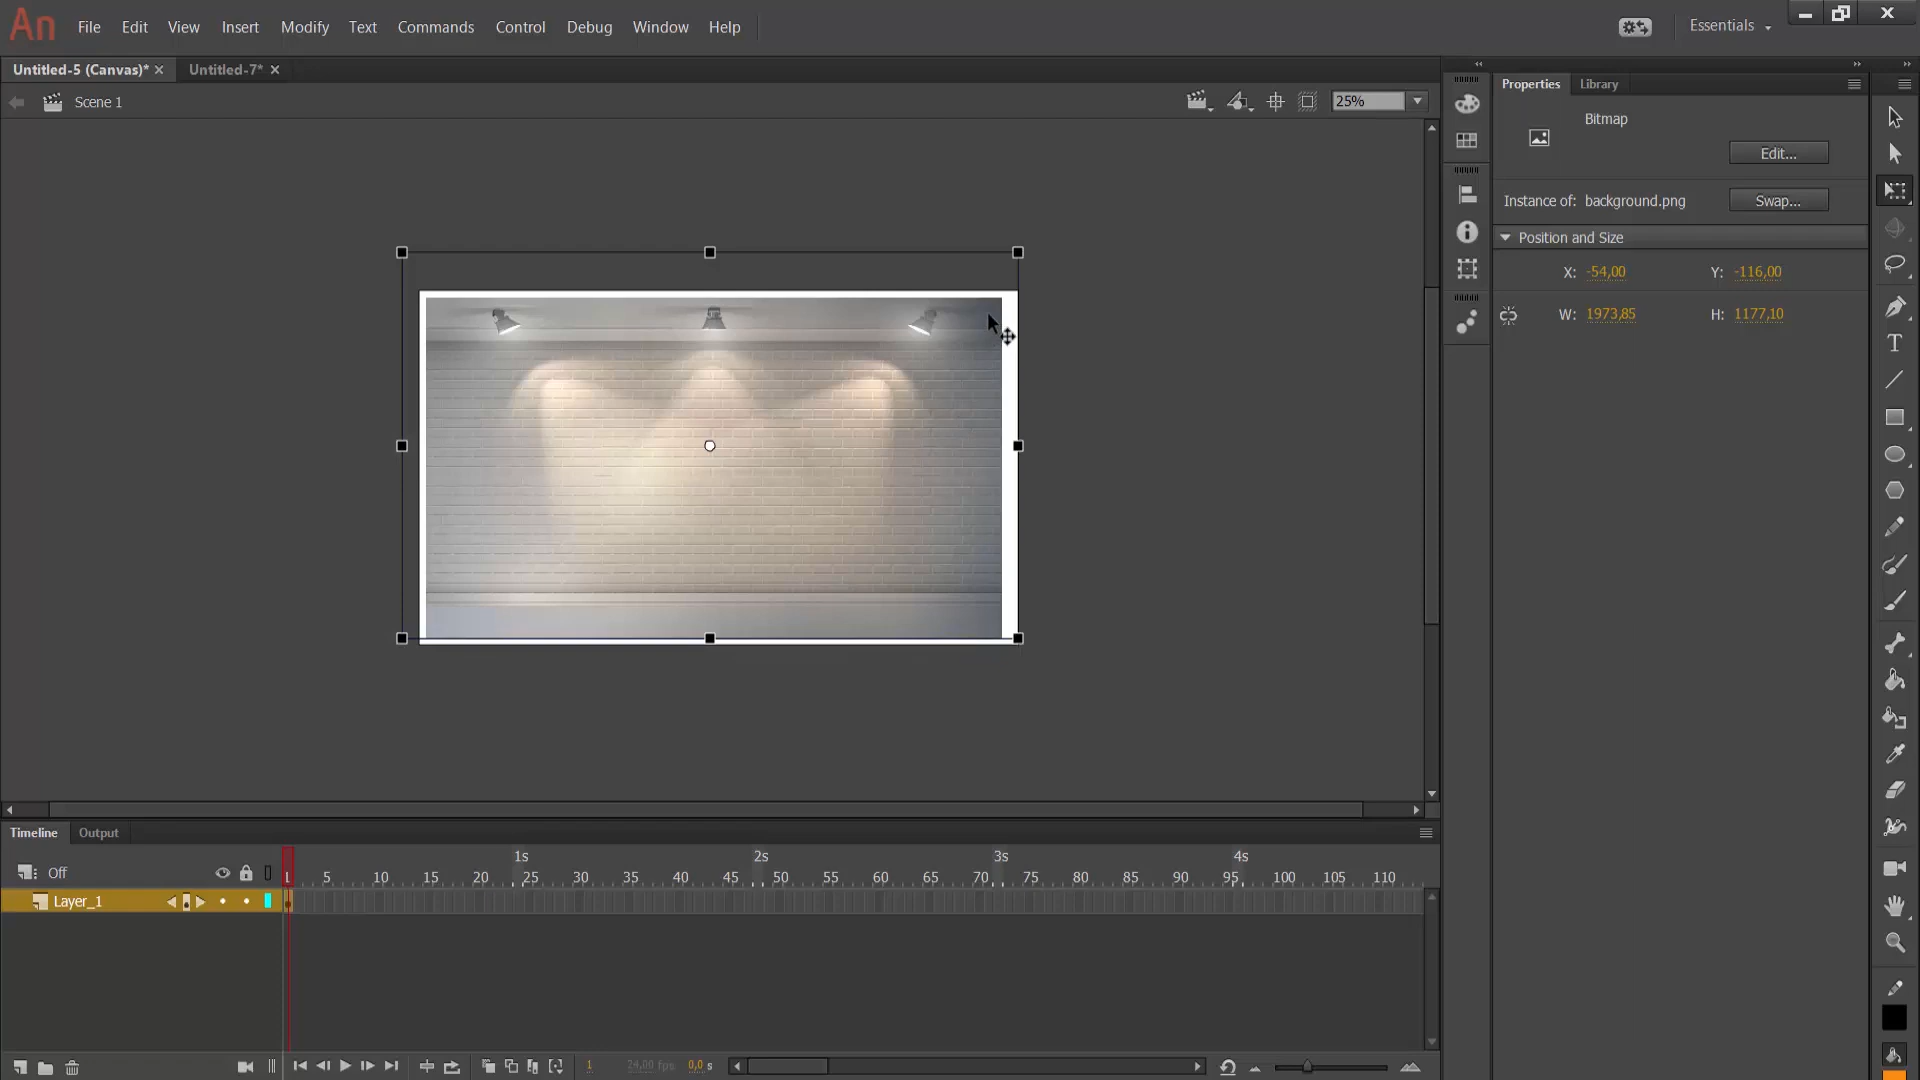 An File Edit View Insert Modify Text Commands Control Debug Window Help Essentials
Untitled-5 (Canvas)* Untitled-7*
Scene 1 25%
Properties Library
Bitmap
Edit...
Instance of: background.png Swap...
Position and Size
X: -54,00 Y: -116,00
W: 1973,85 H: 1177,10
Timeline Output
1s 2s 3s 4s
Off 1 5 10 15 20 25 30 35 40 45 50 55 60 65 70 75 80 85 90 95 100 105 110
Layer_1
1 24,00 fps 0,0 s